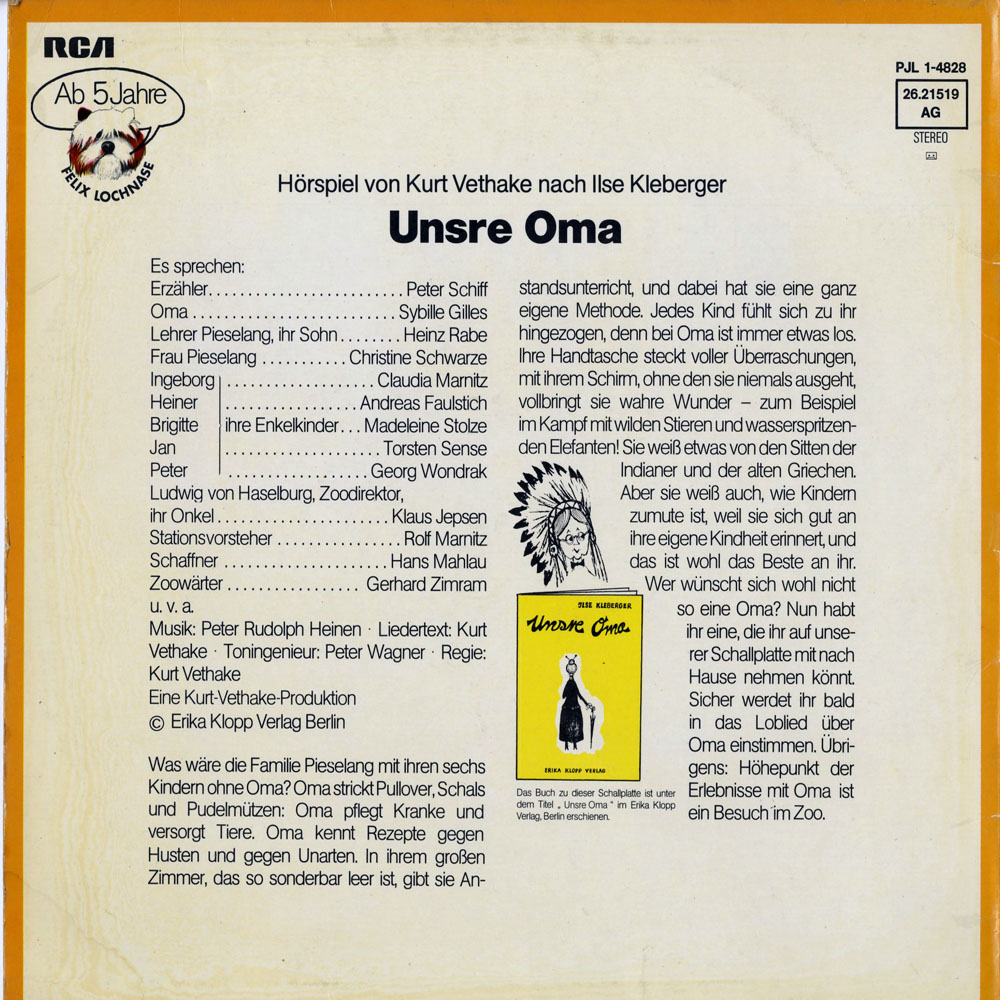 RCA
Ab 5 Jahre
FELIX LOCHNASE
PJL 1-4828
26.21519
AG
STEREO
Hörspiel von Kurt Vethake nach Ilse Kleberger
Unsre Oma
Es sprechen:
Erzähler......................... Peter Schiff
Oma .......................... Sybille Gilles
Lehrer Pieselang, ihr Sohn........ Heinz Rabe
Frau Pieselang ........... Christine Schwarze
Ingeborg ................... Claudia Marnitz
Heiner ................. Andreas Faulstich
Brigitte ihre Enkelkinder... Madeleine Stolze
Jan .................... Torsten Sense
Peter ................... Georg Wondrak
Ludwig von Haselburg, Zoodirektor,
ihr Onkel ...................... Klaus Jepsen
Stationsvorsteher ................ Rolf Marnitz
Schaffner ...................... Hans Mahlau
Zoowärter ................. Gerhard Zimram
u. v. a.
Musik: Peter Rudolph Heinen · Liedertext: Kurt
Vethake · Toningenieur: Peter Wagner · Regie:
Kurt Vethake
Eine Kurt-Vethake-Produktion
© Erika Klopp Verlag Berlin
Was wäre die Familie Pieselang mit ihren sechs
Kindern ohne Oma? Oma strickt Pullover, Schals
und Pudelmützen: Oma pflegt Kranke und
versorgt Tiere. Oma kennt Rezepte gegen
Husten und gegen Unarten. In ihrem großen
Zimmer, das so sonderbar leer ist, gibt sie An-
standsunterricht, und dabei hat sie eine ganz
eigene Methode. Jedes Kind fühlt sich zu ihr
hingezogen, denn bei Oma ist immer etwas los.
Ihre Handtasche steckt voller Überraschungen,
mit ihrem Schirm, ohne den sie niemals ausgeht,
vollbringt sie wahre Wunder – zum Beispiel
im Kampf mit wilden Stieren und wasserspritzen-
den Elefanten! Sie weiß etwas von den Sitten der
Indianer und der alten Griechen.
Aber sie weiß auch, wie Kindern
zumute ist, weil sie sich gut an
ihre eigene Kindheit erinnert, und
das ist wohl das Beste an ihr.
Wer wünscht sich wohl nicht
so eine Oma? Nun habt
ihr eine, die ihr auf unse-
rer Schallplatte mit nach
Hause nehmen könnt.
Sicher werdet ihr bald
in das Loblied über
Oma einstimmen. Übri-
gens: Höhepunkt der
Erlebnisse mit Oma ist
ein Besuch im Zoo.
ILSE KLEBERGER
Unsre Oma
ERIKA KLOPP VERLAG
Das Buch zu dieser Schallplatte ist unter
dem Titel „Unsre Oma" im Erika Klopp
Verlag, Berlin erschienen.